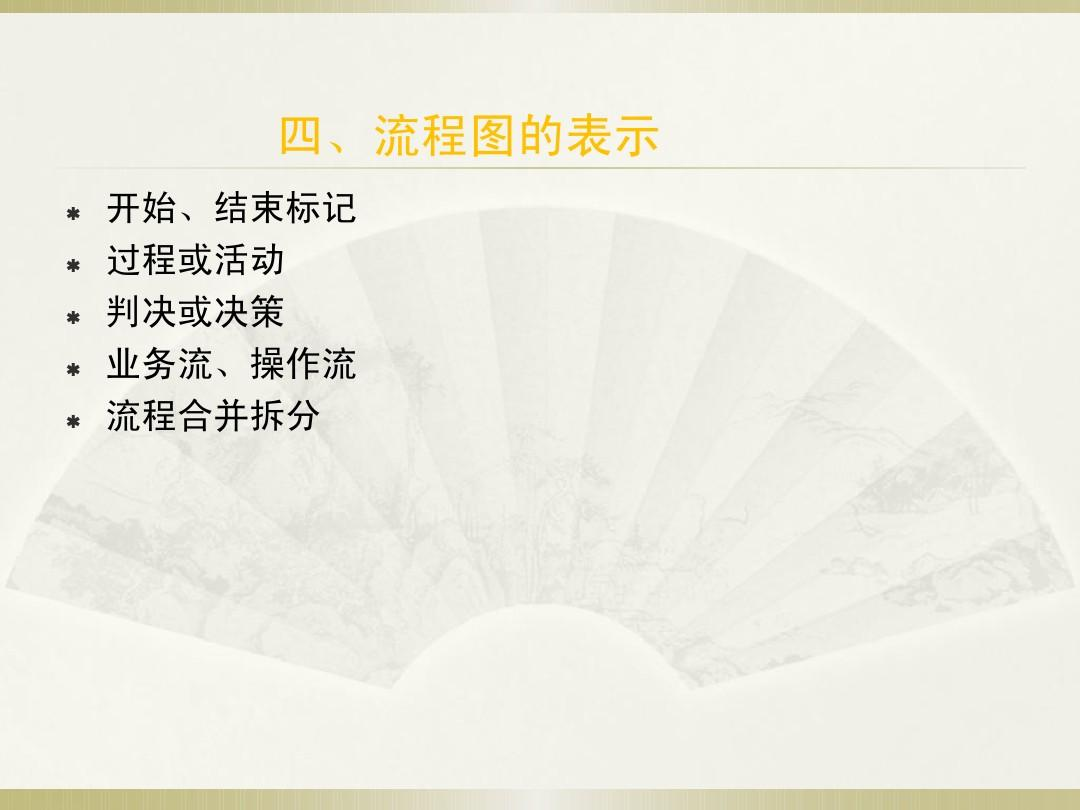 四、流程图的表示
开始、结束标记
过程或活动
判决或决策
业务流、操作流
流程合并拆分